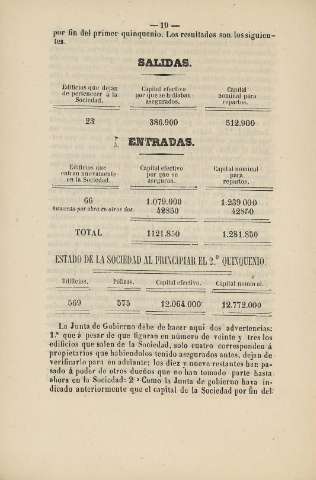 — 19 —
por fin del primer quinquenio. Los resultados son los siguien-
tes.
SALIDAS.
Edificios que dejan de pertenecer á la Sociedad. Capital efectivo por que se hallaban asegurados. Capital nominal para repartos.
23 386.900 512.900
ENTRADAS.
Edificios que entran nuevamente en la Sociedad. Capital efectivo por que se aseguran. Capital nominal para repartos.
66 1.079.000 1.239.000
Aumento por obra en otros dos. 42850 42850
TOTAL 1121.850 1.281.850
ESTADO DE LA SOCIEDAD AL PRINCIPIAR EL 2.º QUINQUENIO.
Edificios. Pólizas. Capital efectivo. Capital nominal.
569 575 12.064.000 12.772.000
La Junta de Gobierno debe de hacer aquí dos advertencias:
1.ª que á pesar de que figuran en número de veinte y tres los
edificios que salen de la Sociedad, solo cuatro corresponden á
propietarios que habiéndolos tenido asegurados antes, dejan de
verificarlo para en adelante; los diez y nueve restantes han pa-
sado á poder de otros dueños que no han tomado parte hasta
ahora en la Sociedad: 2.ª Como la Junta de gobierno haya in-
dicado anteriormente que el capital de la Sociedad por fin del